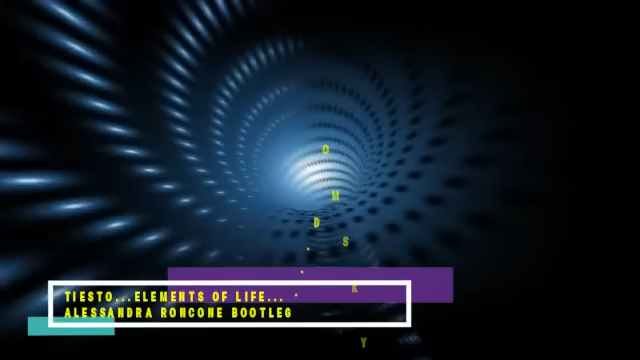 D
M
D
S
K
Y
TIESTO...ELEMENTS OF LIFE...
ALESSANDRA RONCONE BOOTLEG